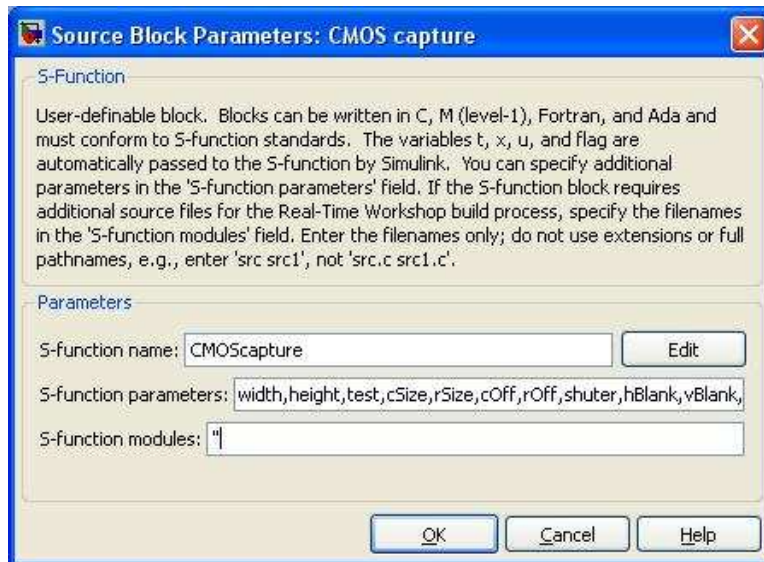 Source Block Parameters: CMOS capture
S-Function
User-definable block. Blocks can be written in C, M (level-1), Fortran, and Ada and
must conform to S-function standards. The variables t, x, u, and flag are
automatically passed to the S-function by Simulink. You can specify additional
parameters in the 'S-function parameters' field. If the S-function block requires
additional source files for the Real-Time Workshop build process, specify the filenames
in the 'S-function modules' field. Enter the filenames only; do not use extensions or full
pathnames, e.g., enter 'src src1', not 'src.c src1.c'.
Parameters
S-function name: CMOScapture Edit
S-function parameters: width,height,test,cSize,rSize,cOff,rOff,shuter,hBlank,vBlank,
S-function modules: ''
OK Cancel Help